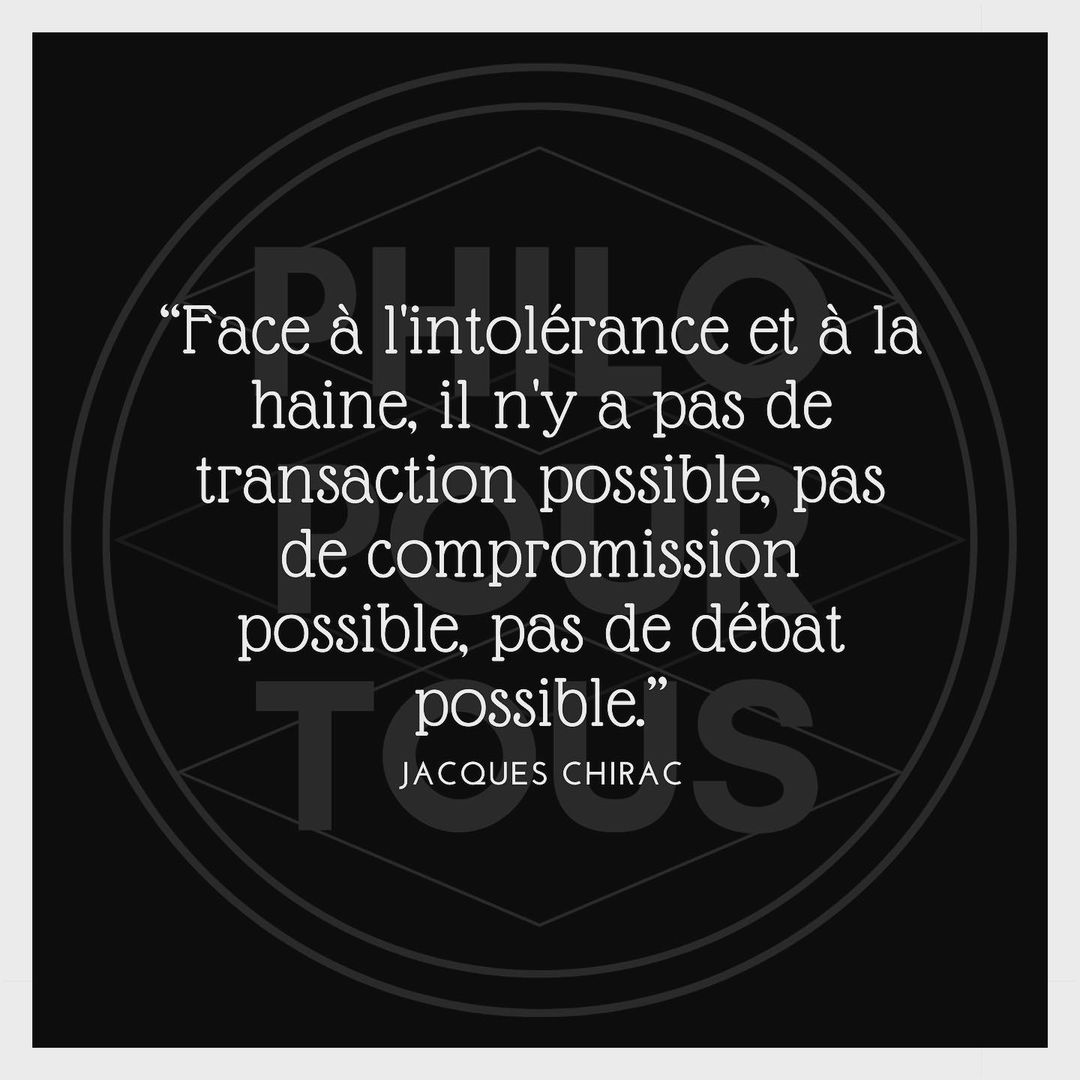 “Face à l'intolérance et à la
haine, il n'y a pas de
transaction possible, pas
de compromission
possible, pas de débat
possible.”
JACQUES CHIRAC
PHILO
POUR
TOUS